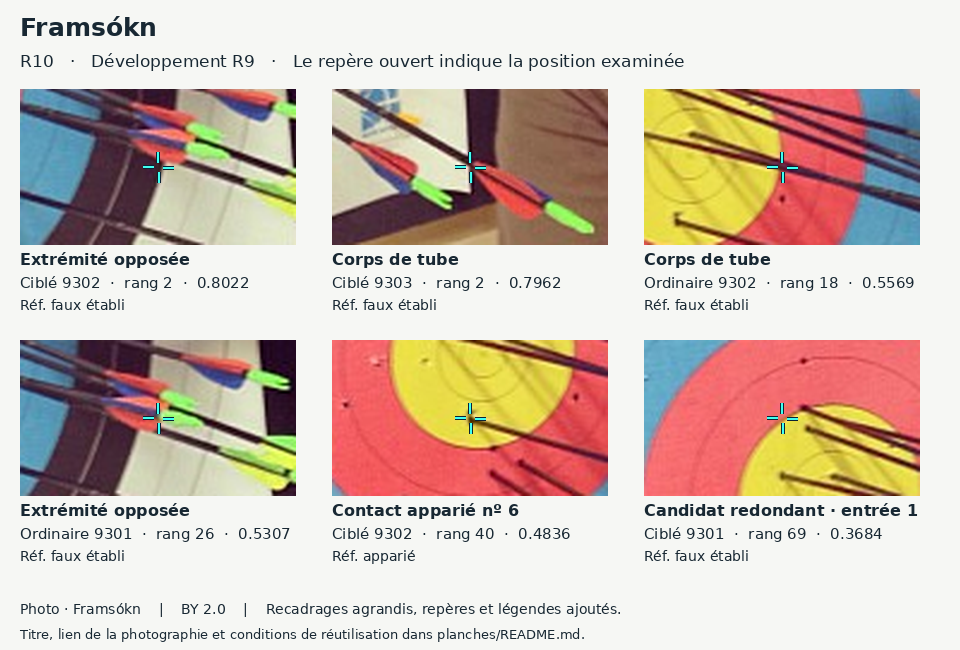 Framsókn
R10 · Développement R9 · Le repère ouvert indique la position examinée
Extrémité opposée
Ciblé 9302 · rang 2 · 0.8022
Réf. faux établi
Corps de tube
Ciblé 9303 · rang 2 · 0.7962
Réf. faux établi
Corps de tube
Ordinaire 9302 · rang 18 · 0.5569
Réf. faux établi
Extrémité opposée
Ordinaire 9301 · rang 26 · 0.5307
Réf. faux établi
Contact apparié nº 6
Ciblé 9302 · rang 40 · 0.4836
Réf. apparié
Candidat redondant · entrée 1
Ciblé 9301 · rang 69 · 0.3684
Réf. faux établi
Photo · Framsókn | BY 2.0 | Recadrages agrandis, repères et légendes ajoutés.
Titre, lien de la photographie et conditions de réutilisation dans planches/README.md.